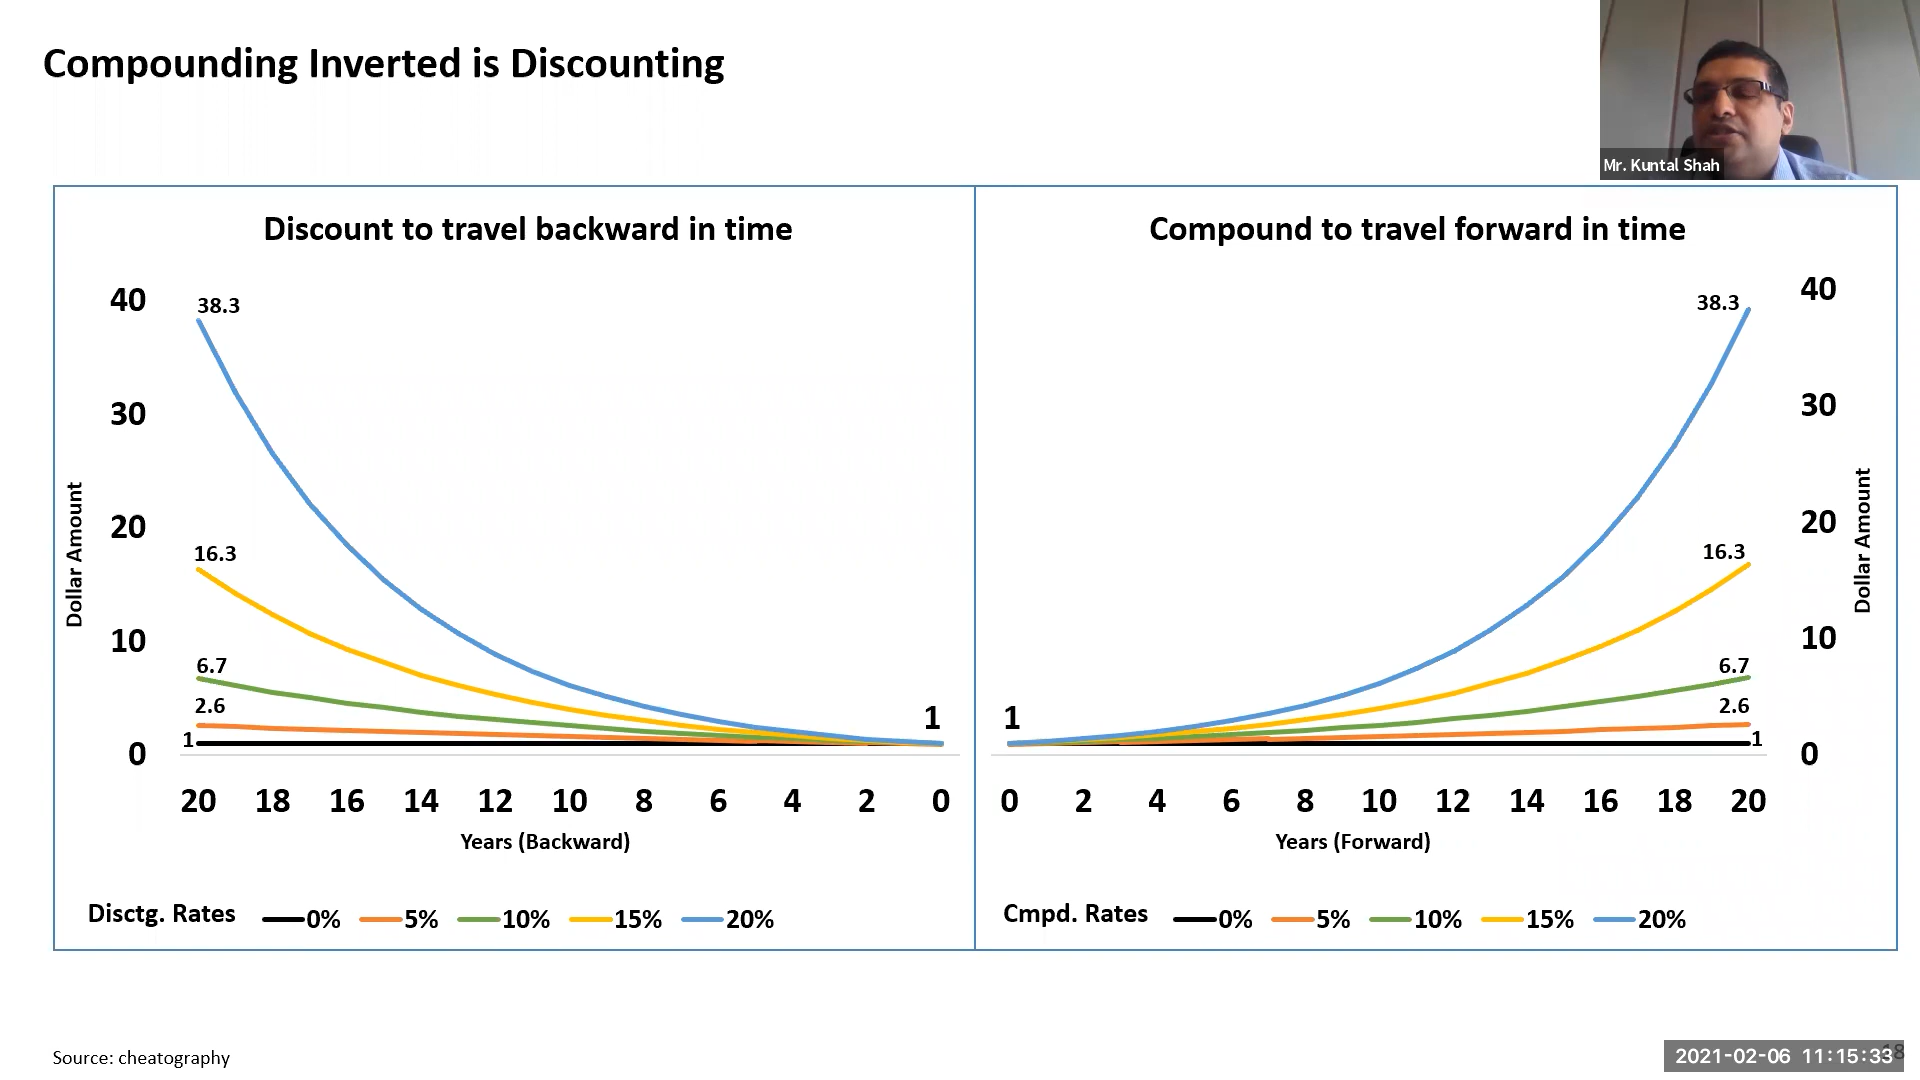 Compounding Inverted is Discounting
Mr. Kuntal Shah
Discount to travel backward in time
40
30
20
10
0
Dollar Amount
38.3
16.3
6.7
2.6
1
1
20 18 16 14 12 10 8 6 4 2 0
Years (Backward)
Disctg. Rates 0% 5% 10% 15% 20%
Compound to travel forward in time
40
30
20
10
0
Dollar Amount
38.3
16.3
6.7
2.6
1
1
0 2 4 6 8 10 12 14 16 18 20
Years (Forward)
Cmpd. Rates 0% 5% 10% 15% 20%
Source: cheatography
2021-02-06 11:15:33